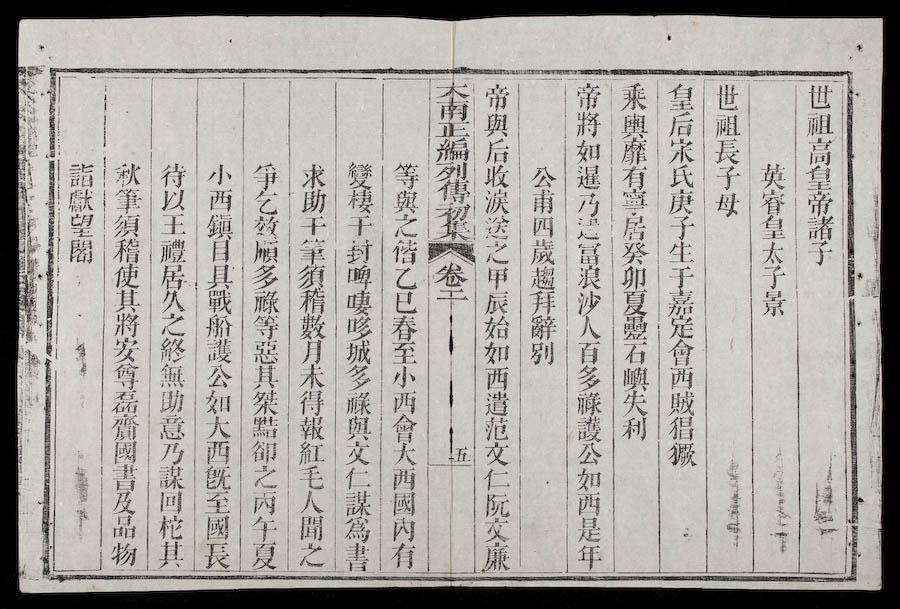 世祖高皇帝諸子
英睿皇太子景
世祖長子母
皇后宋氏庚子生于嘉定會西賊猖獗
乘輿靡有寧居癸卯夏疊石嶼失利
帝將如暹乃遣富浪沙人百多祿護公如西是年
公甫四歲趨拜辭別
帝與后收淚送之甲辰始如西遣范文仁阮文廉
大南正編列傳初集 卷二 五
等與之偕乙巳春至小西會大西國內有
變棲于封啤嘍哆城多祿與文仁謀爲書
求助于筆須稽數月未得報紅毛人聞之
爭乞效順多祿等惡其桀黠卻之丙午夏
小西鎮目具戰船護公如大西既至國長
待以王禮居久之終無助意乃謀回柁其
秋筆須稽使其將安尊磊齎國書及品物
詣獻望閣